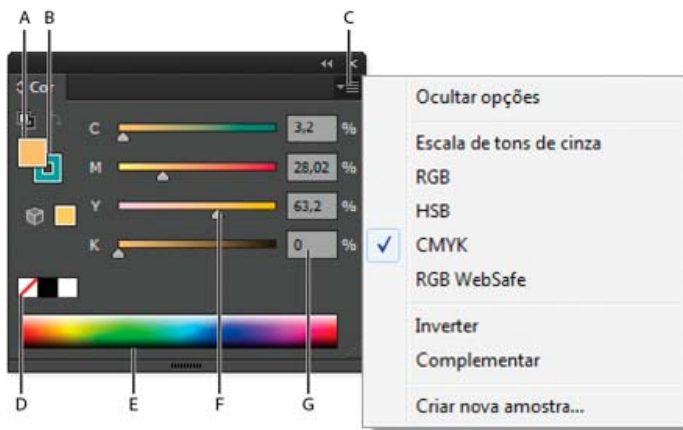 A B C
Cor
C 3,2 %
M 28,02 %
Y 63,2 %
K 0 %
D E F G
Ocultar opções
Escala de tons de cinza
RGB
HSB
CMYK
RGB WebSafe
Inverter
Complementar
Criar nova amostra...